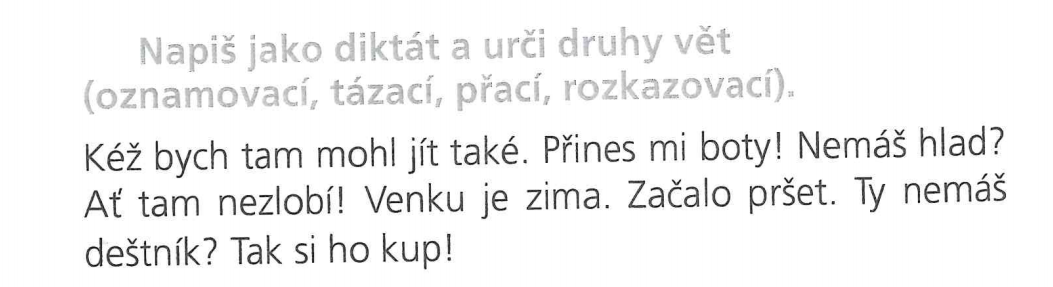 Napiš jako diktát a urči druhy vět
(oznamovací, tázací, přací, rozkazovací).
Kéž bych tam mohl jít také. Přines mi boty! Nemáš hlad?
Ať tam nezlobí! Venku je zima. Začalo pršet. Ty nemáš
deštník? Tak si ho kup!